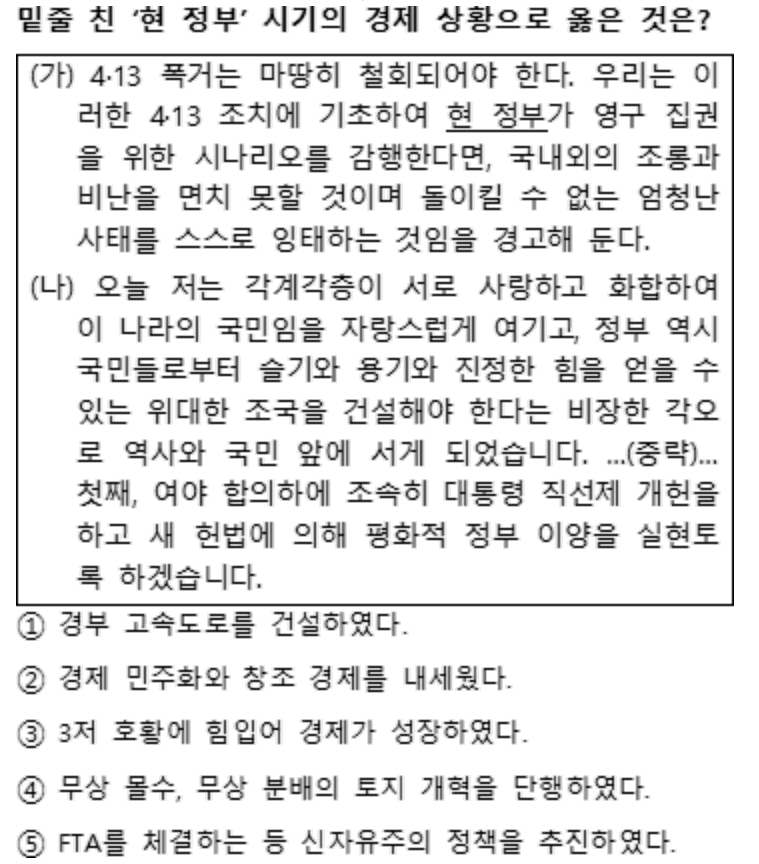 밑줄 친 '현 정부' 시기의 경제 상황으로 옳은 것은?
(가) 4·13 폭거는 마땅히 철회되어야 한다. 우리는 이
러한 4·13 조치에 기초하여 현 정부가 영구 집권
을 위한 시나리오를 감행한다면, 국내외의 조롱과
비난을 면치 못할 것이며 돌이킬 수 없는 엄청난
사태를 스스로 잉태하는 것임을 경고해 둔다.
(나) 오늘 저는 각계각층이 서로 사랑하고 화합하여
이 나라의 국민임을 자랑스럽게 여기고, 정부 역시
국민들로부터 슬기와 용기와 진정한 힘을 얻을 수
있는 위대한 조국을 건설해야 한다는 비장한 각오
로 역사와 국민 앞에 서게 되었습니다. ...(중략)...
첫째, 여야 합의하에 조속히 대통령 직선제 개헌을
하고 새 헌법에 의해 평화적 정부 이양을 실현토
록 하겠습니다.
① 경부 고속도로를 건설하였다.
② 경제 민주화와 창조 경제를 내세웠다.
③ 3저 호황에 힘입어 경제가 성장하였다.
④ 무상 몰수, 무상 분배의 토지 개혁을 단행하였다.
⑤ FTA를 체결하는 등 신자유주의 정책을 추진하였다.